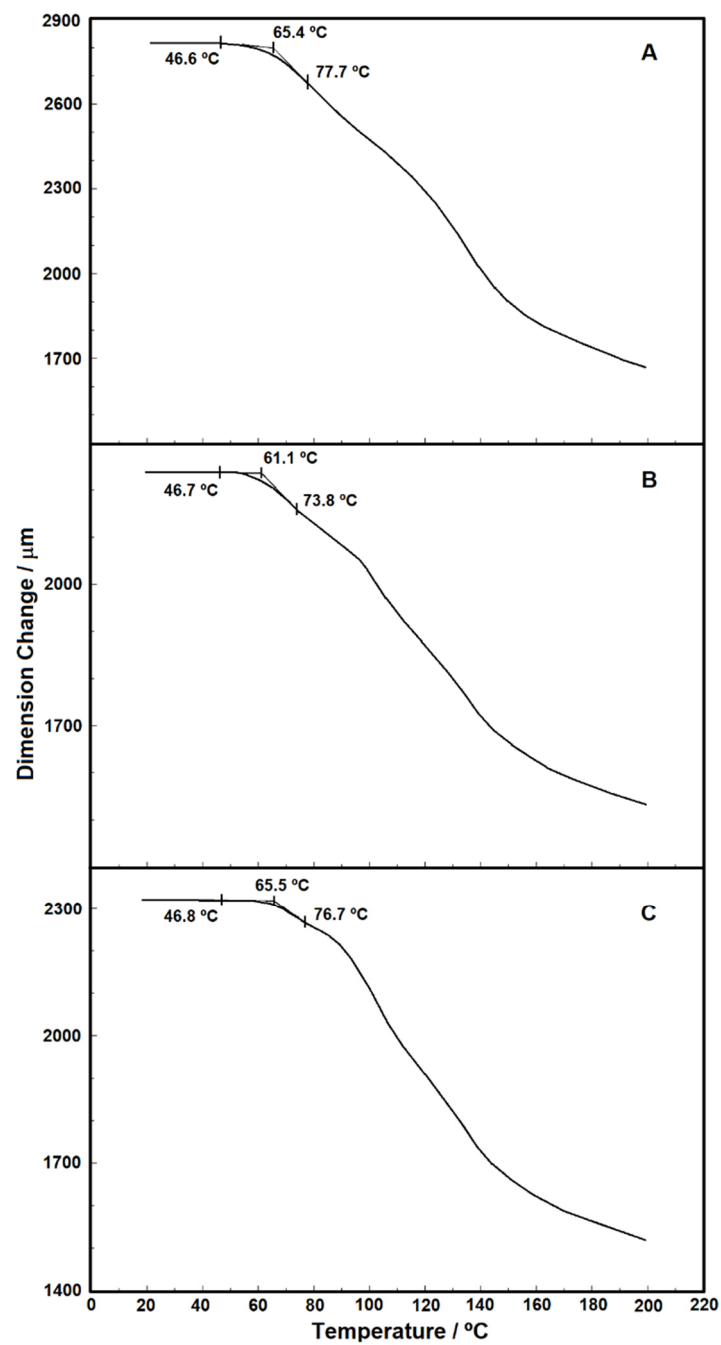 2900
65.4 ºC
A
46.6 ºC
77.7 ºC
2600
2300
2000
1700
61.1 ºC
B
46.7 ºC
73.8 ºC
2000
1700
65.5 ºC
C
2300
46.8 ºC
76.7 ºC
2000
1700
1400
Dimension Change / μm
0 20 40 60 80 100 120 140 160 180 200 220
Temperature / ºC